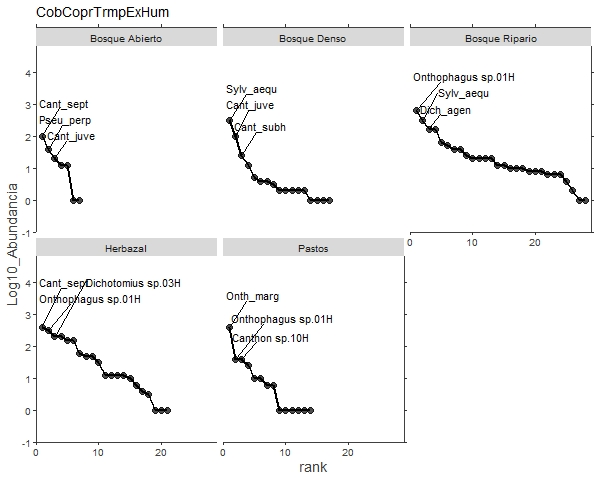 CobCoprTrmpExHum
Bosque Abierto
Bosque Denso
Bosque Ripario
4
3
2
1
0
-1
Cant_sept
Pseu_perp
Cant_juve
Sylv_aequ
Cant_juve
Cant_subh
Onthophagus sp.01H
Sylv_aequ
Dich_agen
0
10
20
Log10_Abundancia
Herbazal
Pastos
4
3
2
1
0
-1
Cant_sept
Dichotomius sp.03H
Onthophagus sp.01H
Onth_marg
Onthophagus sp.01H
Canthon sp.10H
0
10
20
0
10
20
rank